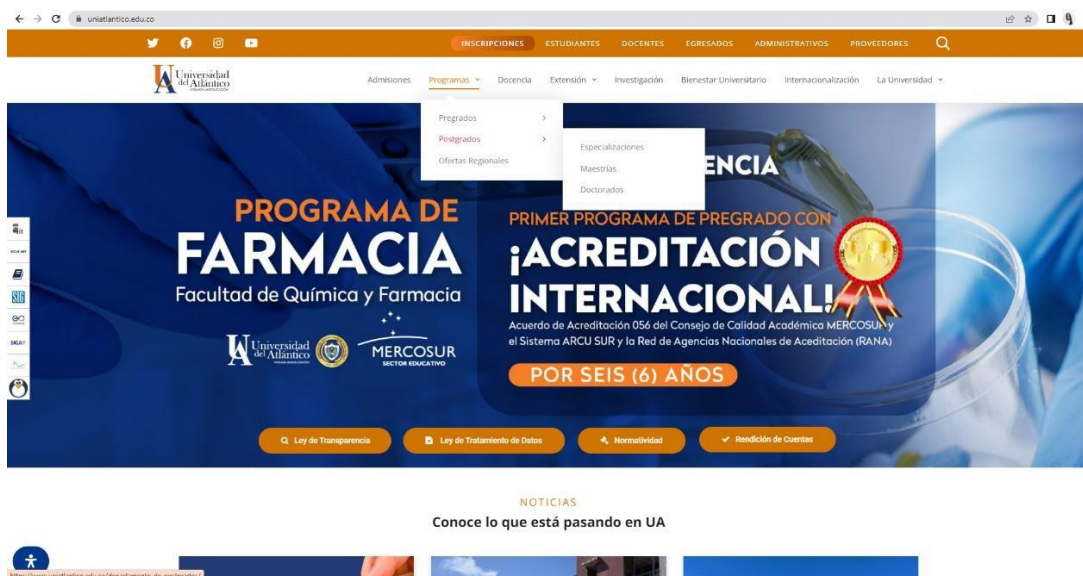 uniatlantico.edu.co
INSCRIPCIONES ESTUDIANTES DOCENTES EGRESADOS ADMINISTRATIVOS PROVEEDORES
Universidad
del Atlántico
Admisiones Programas Docencia Extensión Investigación Bienestar Universitario Internacionalización La Universidad
Pregrados
Postgrados
Ofertas Regionales
Especializaciones
Maestrías
Doctorados
ENCIA
PROGRAMA DE
FARMACIA
Facultad de Química y Farmacia
Universidad
del Atlántico
MERCOSUR
SECTOR EDUCATIVO
PRIMER PROGRAMA DE PREGRADO CON
¡ACREDITACIÓN
INTERNACIONAL!
Acuerdo de Acreditación 056 del Consejo de Calidad Académica MERCOSUR y
el Sistema ARCU SUR y la Red de Agencias Nacionales de Aceditación (RANA)
POR SEIS (6) AÑOS
Ley de Transparencia Ley de Tratamiento de Datos Normatividad Rendición de Cuentas
NOTICIAS
Conoce lo que está pasando en UA